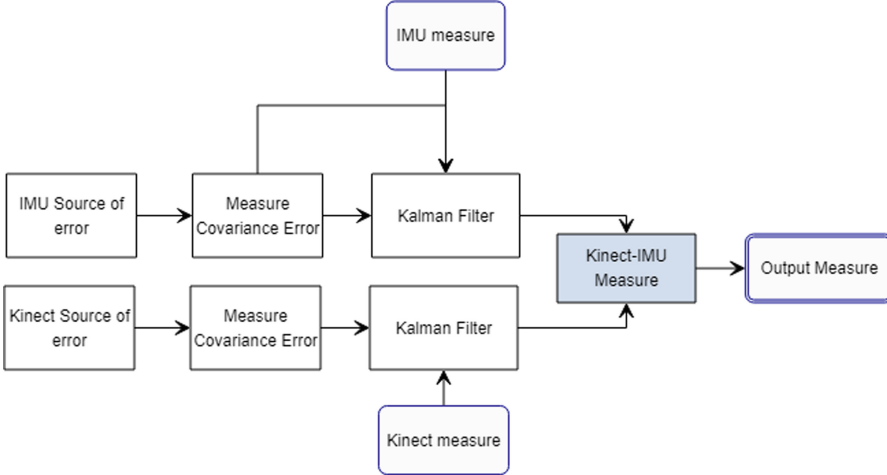 IMU measure
IMU Source of
error
Measure
Covariance Error
Kalman Filter
Kinect-IMU
Measure
Output Measure
Kinect Source of
error
Measure
Covariance Error
Kalman Filter
Kinect measure